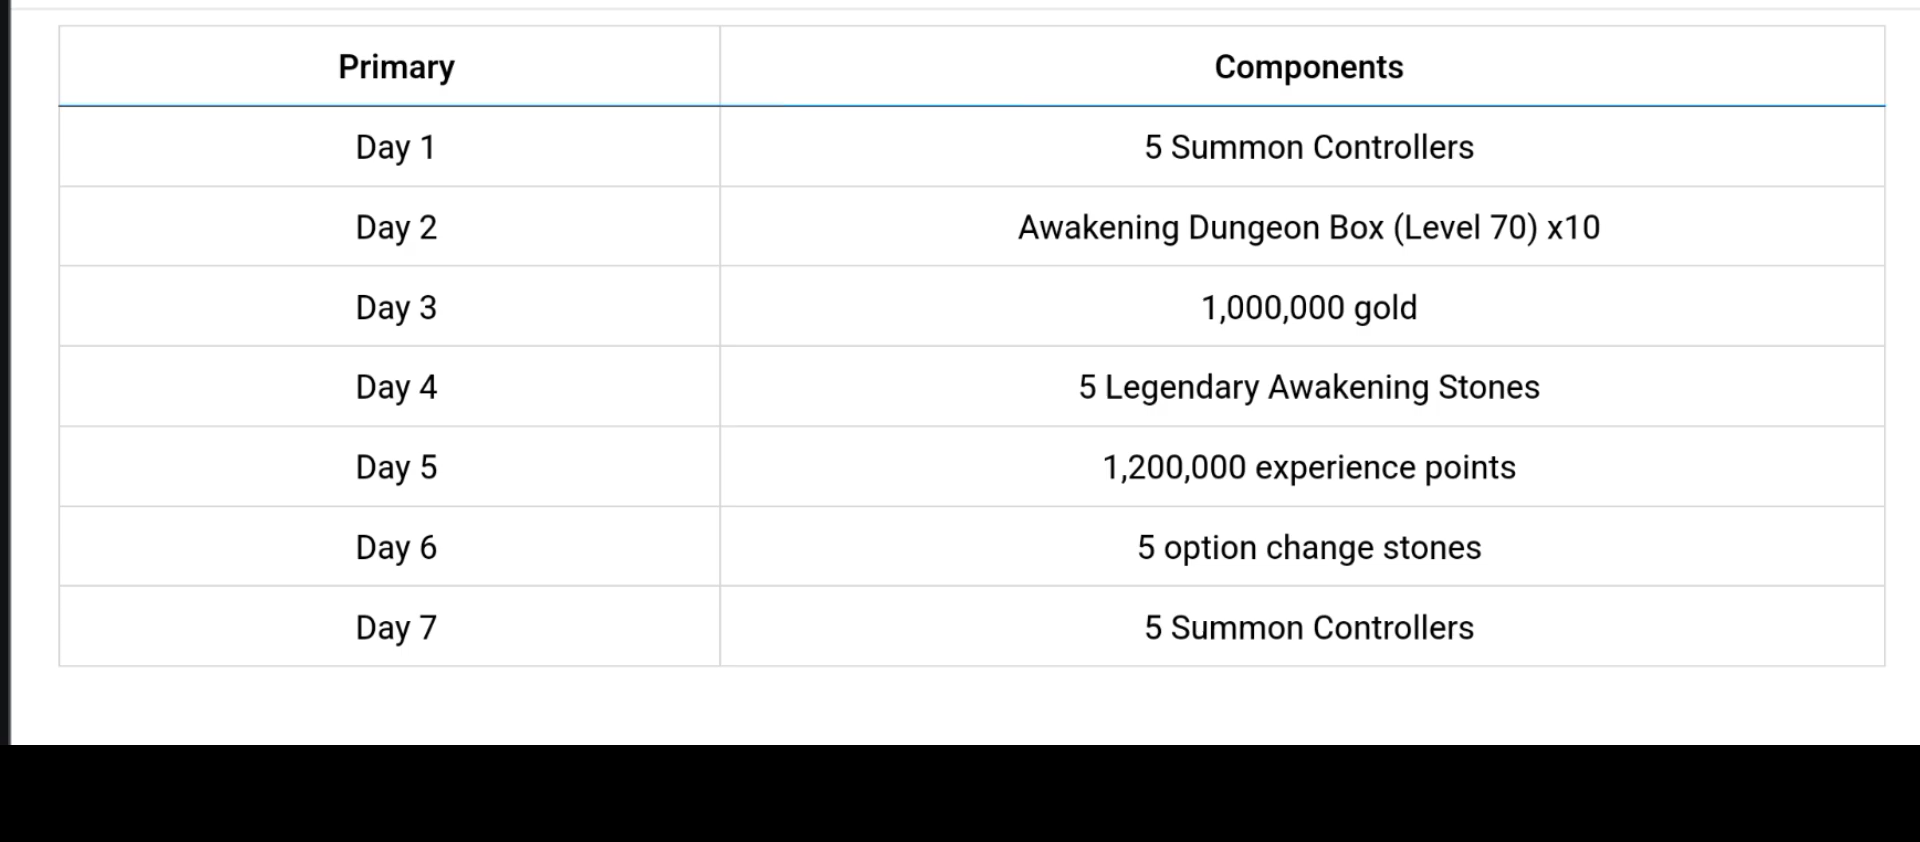 Primary Components
Day 1 5 Summon Controllers
Day 2 Awakening Dungeon Box (Level 70) x10
Day 3 1,000,000 gold
Day 4 5 Legendary Awakening Stones
Day 5 1,200,000 experience points
Day 6 5 option change stones
Day 7 5 Summon Controllers